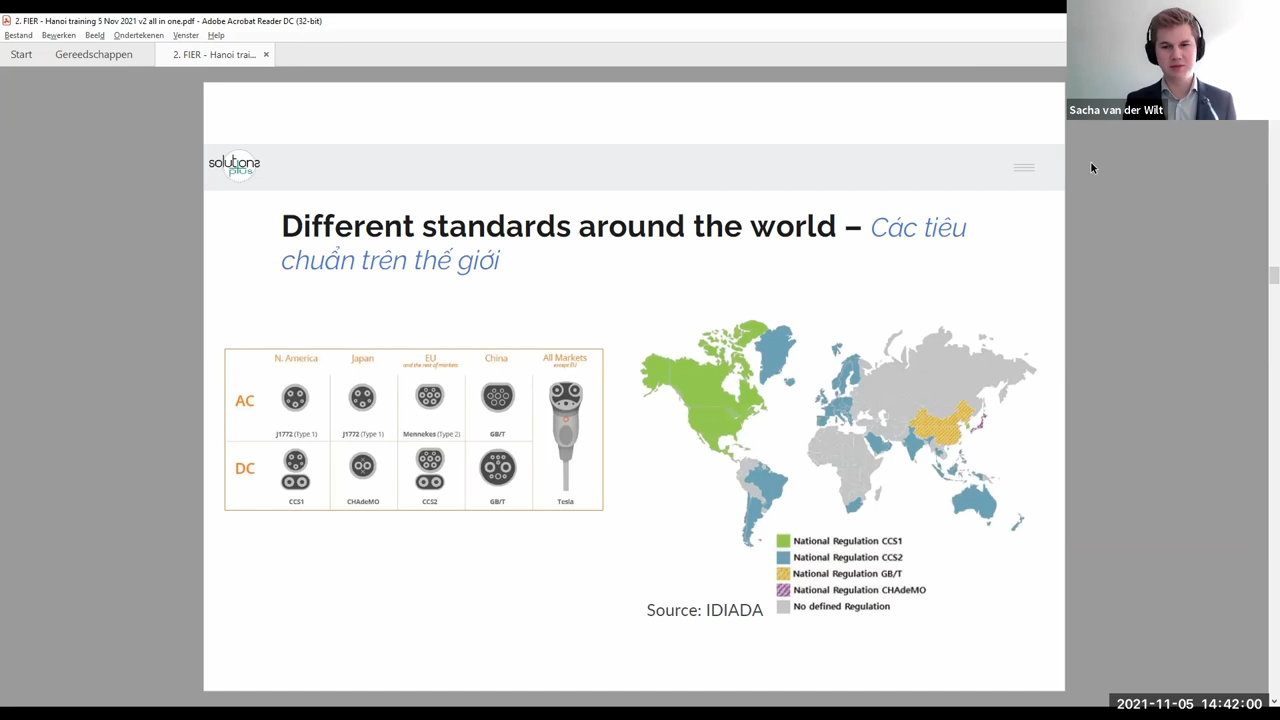 2. FIER - Hanoi training 5 Nov 2021 v2 all in one.pdf - Adobe Acrobat Reader DC (32-bit)
Bestand Bewerken Beeld Ondertekenen Venster Help
Start Gereedschappen 2. FIER - Hanoi trai... ×
Sacha van der Wilt
solutions
plus
Different standards around the world – Các tiêu
chuẩn trên thế giới
N. America Japan EU China All Markets
and the rest of markets except EU
AC
J1772 (Type 1) J1772 (Type 1) Mennekes (Type 2) GB/T
DC
CCS1 CHAdeMO CCS2 GB/T Tesla
National Regulation CCS1
National Regulation CCS2
National Regulation GB/T
National Regulation CHAdeMO
No defined Regulation
Source: IDIADA
2021-11-05 14:42:00